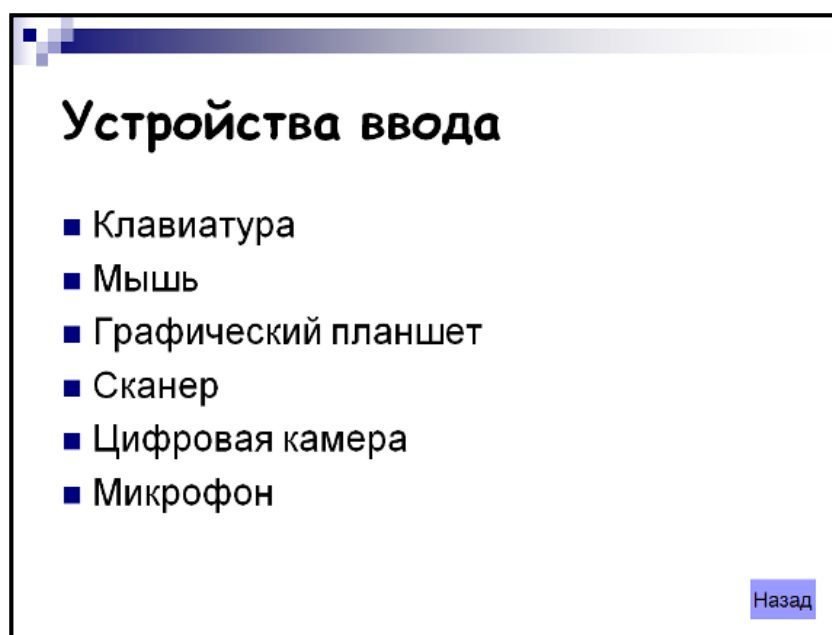 Устройства ввода
Клавиатура
Мышь
Графический планшет
Сканер
Цифровая камера
Микрофон
Назад